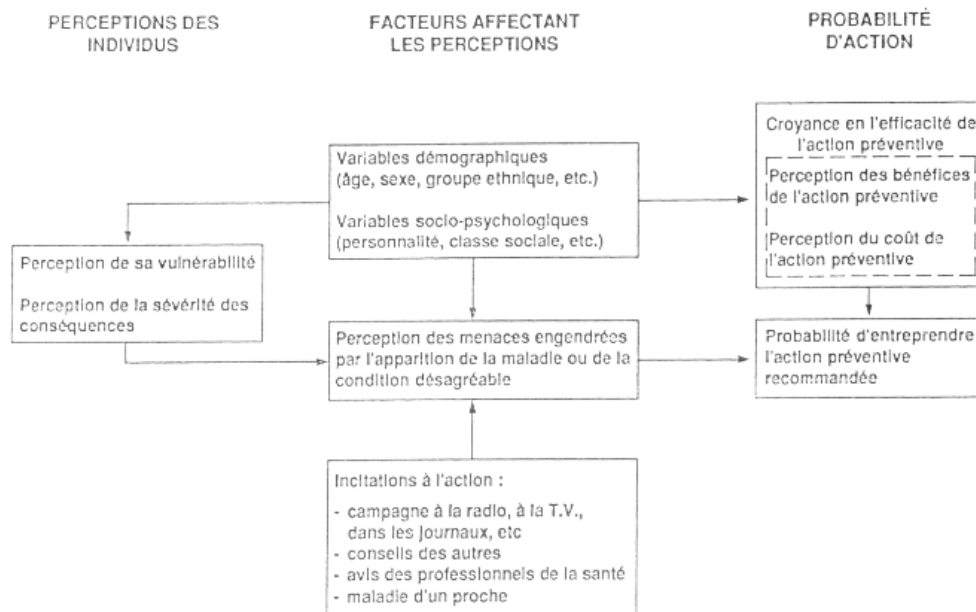 PERCEPTIONS DES
INDIVIDUS
FACTEURS AFFECTANT
LES PERCEPTIONS
PROBABILITÉ
D'ACTION
Variables démographiques
(âge, sexe, groupe ethnique, etc.)
Variables socio-psychologiques
(personnalité, classe sociale, etc.)
Croyance en l'efficacité de
l'action préventive
Perception des bénéfices
de l'action préventive
Perception du coût de
l'action préventive
Perception de sa vulnérabilité
Perception de la sévérité des
conséquences
Perception des menaces engendrées
par l'apparition de la maladie ou de la
condition désagréable
Probabilité d'entreprendre
l'action préventive
recommandée
Incitations à l'action :
- campagne à la radio, à la T.V.,
dans les journaux, etc
- conseils des autres
- avis des professionnels de la santé
- maladie d'un proche